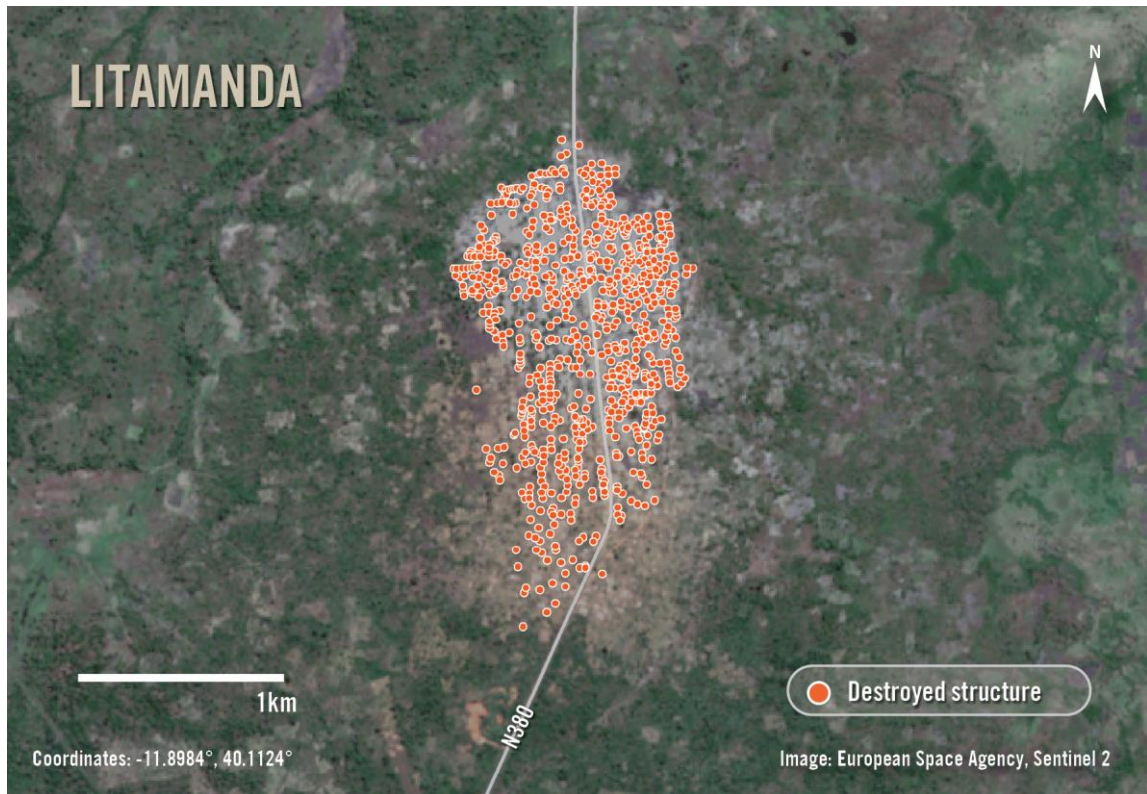 LITAMANDA
N
1km
N380
Destroyed structure
Coordinates: -11.8984°, 40.1124°
Image: European Space Agency, Sentinel 2